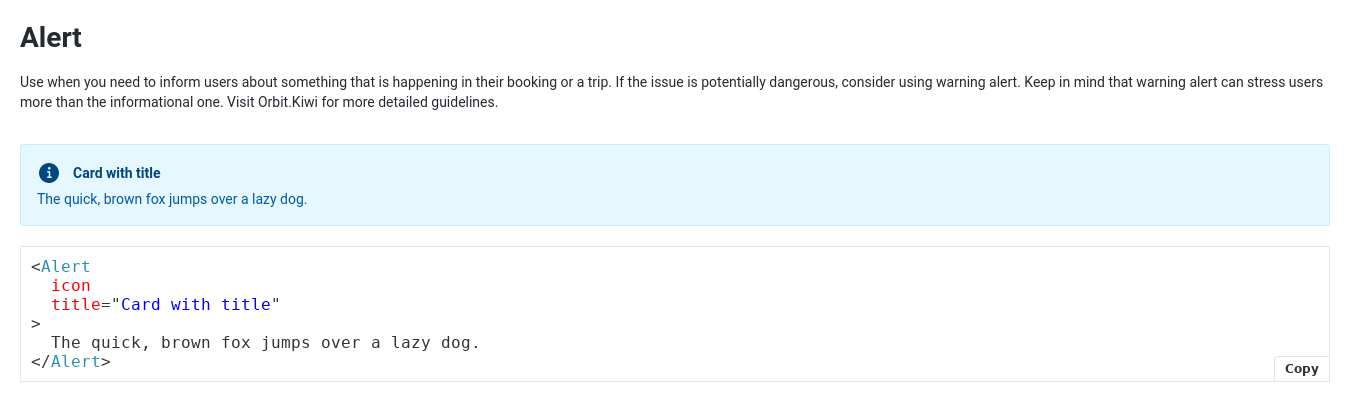 Alert
Use when you need to inform users about something that is happening in their booking or a trip. If the issue is potentially dangerous, consider using warning alert. Keep in mind that warning alert can stress users
more than the informational one. Visit Orbit.Kiwi for more detailed guidelines.
Card with title
The quick, brown fox jumps over a lazy dog.
<Alert
  icon
  title="Card with title"
>
  The quick, brown fox jumps over a lazy dog.
</Alert>
Copy